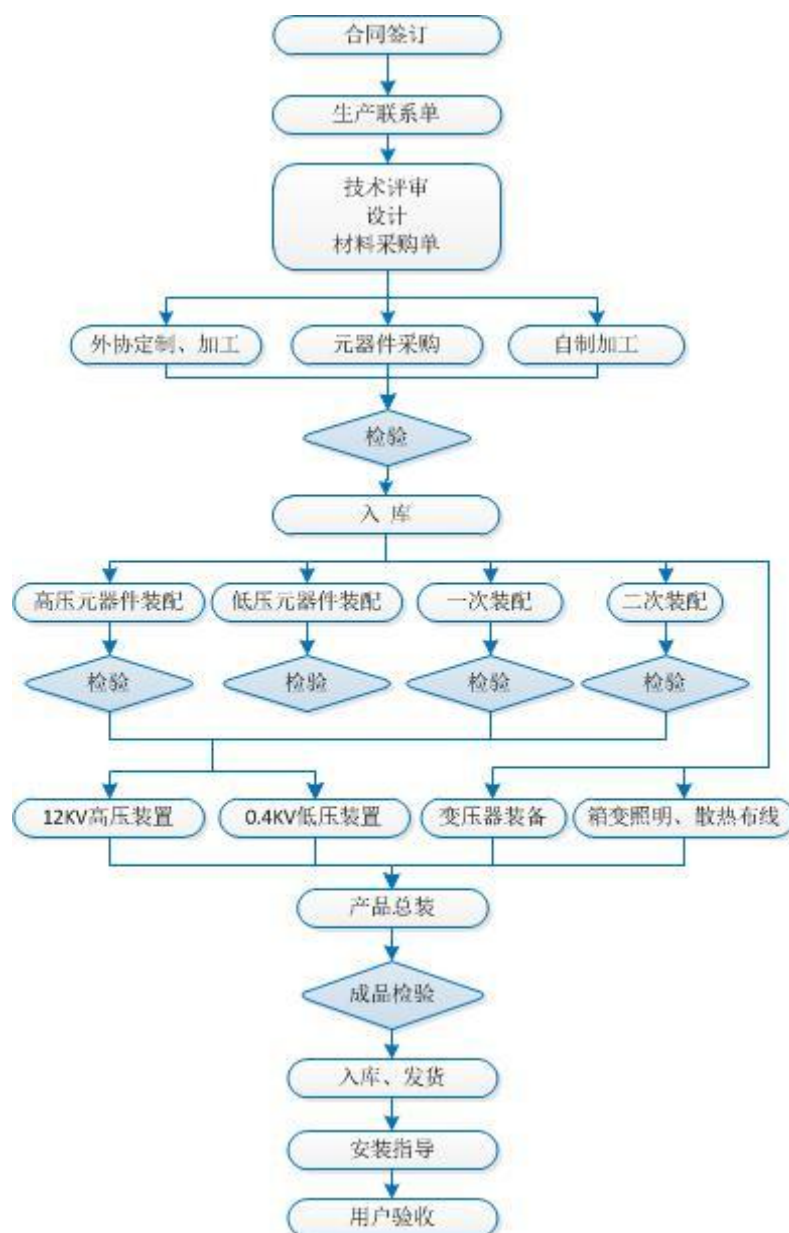 合同签订
生产联系单
技术评审
设计
材料采购单
外协定制、加工
元器件采购
自制加工
检验
入 库
高压元器件装配
低压元器件装配
一次装配
二次装配
检验
检验
检验
检验
12KV高压装置
0.4KV低压装置
变压器装备
箱变照明、散热布线
产品总装
成品检验
入库、发货
安装指导
用户验收